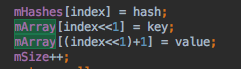 mHashes[index] = hash;
mArray[index<<1] = key;
mArray[(index<<1)+1] = value;
mSize++;